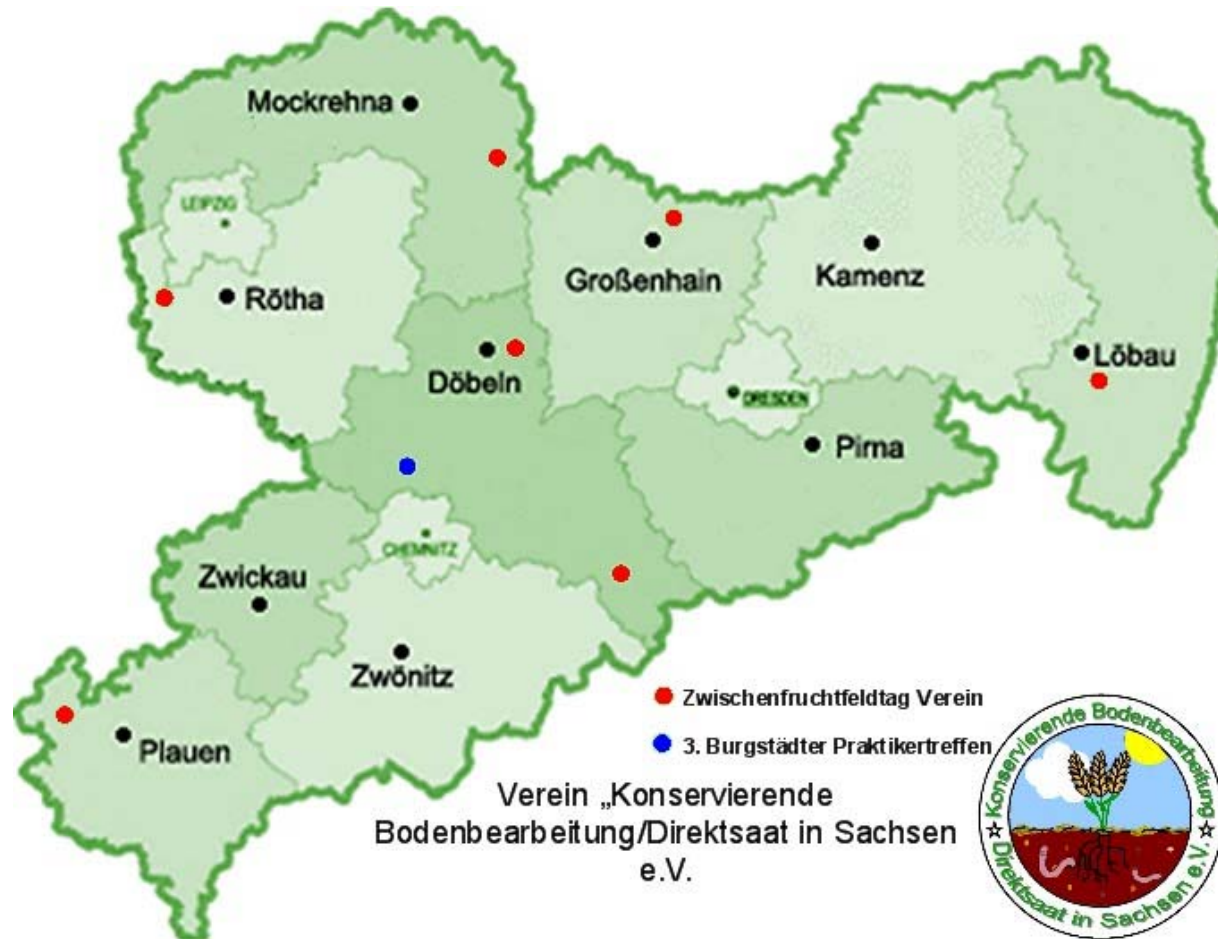 Mockrehna
LEIPZIG
Rötha
Großenhain
Kamenz
Döbeln
Löbau
DRESDEN
Pirna
CHEMNITZ
Zwickau
Zwönitz
Plauen
Zwischenfruchtfeldtag Verein
3. Burgstädter Praktikertreffen
Verein „Konservierende
Bodenbearbeitung/Direktsaat in Sachsen
e.V.
Konservierende Bodenbearbeitung
Direktsaat in Sachsen e.V.